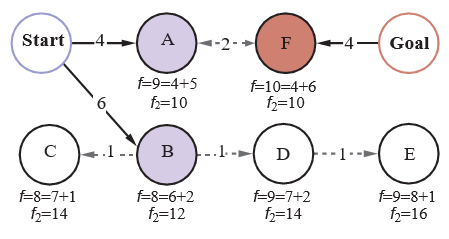 Start 4 A 2 F 4 Goal
f=9=4+5
f2=10
f=10=4+6
f2=10
6
C 1 B 1 D 1 E
f=8=7+1
f2=14
f=8=6+2
f2=12
f=9=7+2
f2=14
f=9=8+1
f2=16